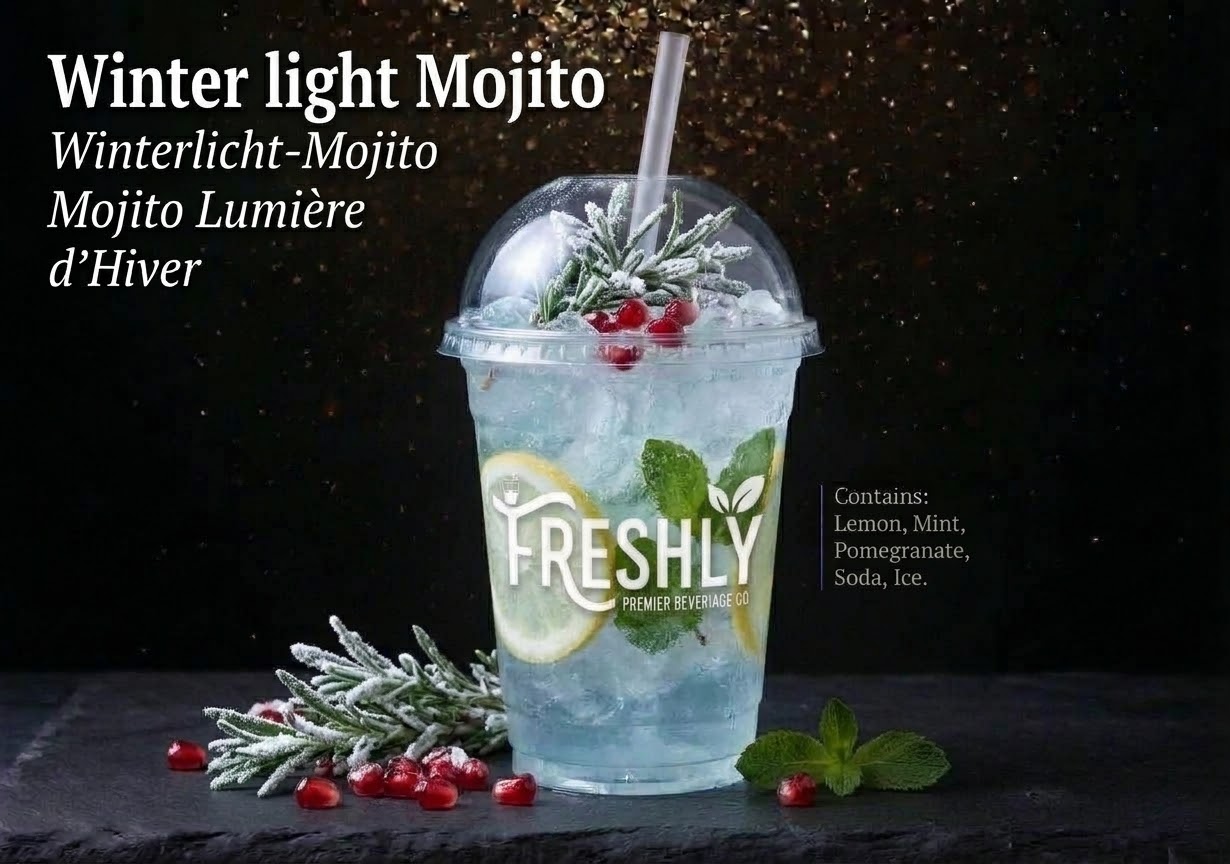 Winter light Mojito
Winterlicht-Mojito
Mojito Lumière
d’Hiver
FRESHLY
PREMIER BEVERIAGE CO
Contains:
Lemon, Mint,
Pomegranate,
Soda, Ice.